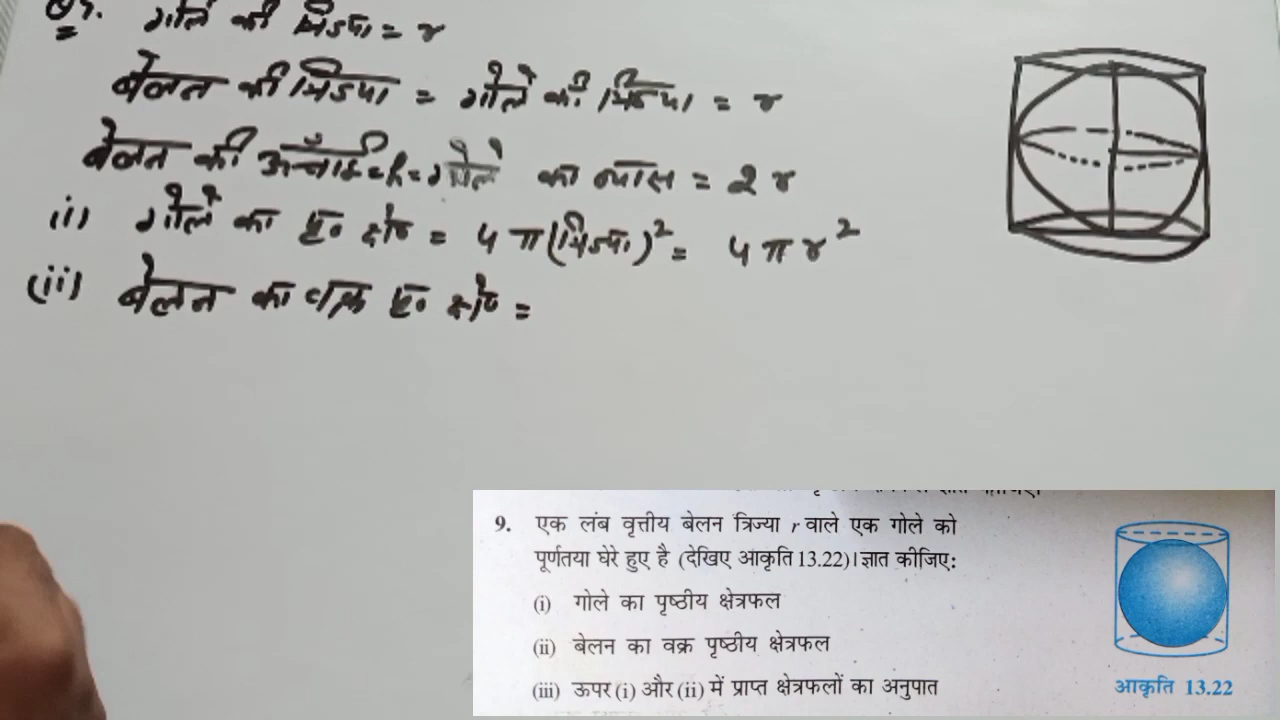 गोले की त्रिज्या = r
बेलन की त्रिज्या = गोले की त्रिज्या = r
बेलन की ऊँचाई = h = गोले का व्यास = 2r
(i) गोले का पृ० क्षे० = 4π(त्रिज्या)² = 4πr²
(ii) बेलन का वक्र पृ० क्षे० =
9. एक लंब वृत्तीय बेलन त्रिज्या r वाले एक गोले को
पूर्णतया घेरे हुए है (देखिए आकृति 13.22)। ज्ञात कीजिए:
(i) गोले का पृष्ठीय क्षेत्रफल
(ii) बेलन का वक्र पृष्ठीय क्षेत्रफल
(iii) ऊपर (i) और (ii) में प्राप्त क्षेत्रफलों का अनुपात
आकृति 13.22